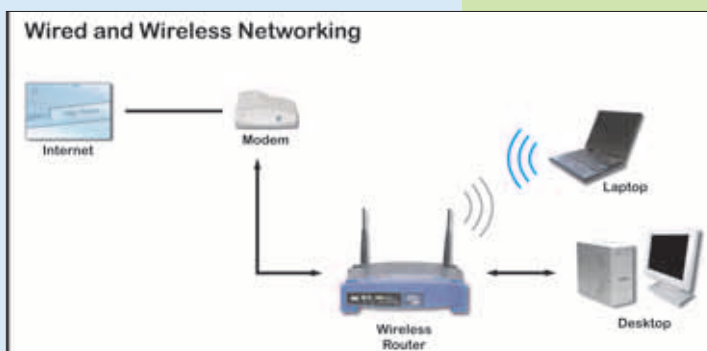 Wired and Wireless Networking
Internet
Modem
Laptop
Wireless
Router
Desktop